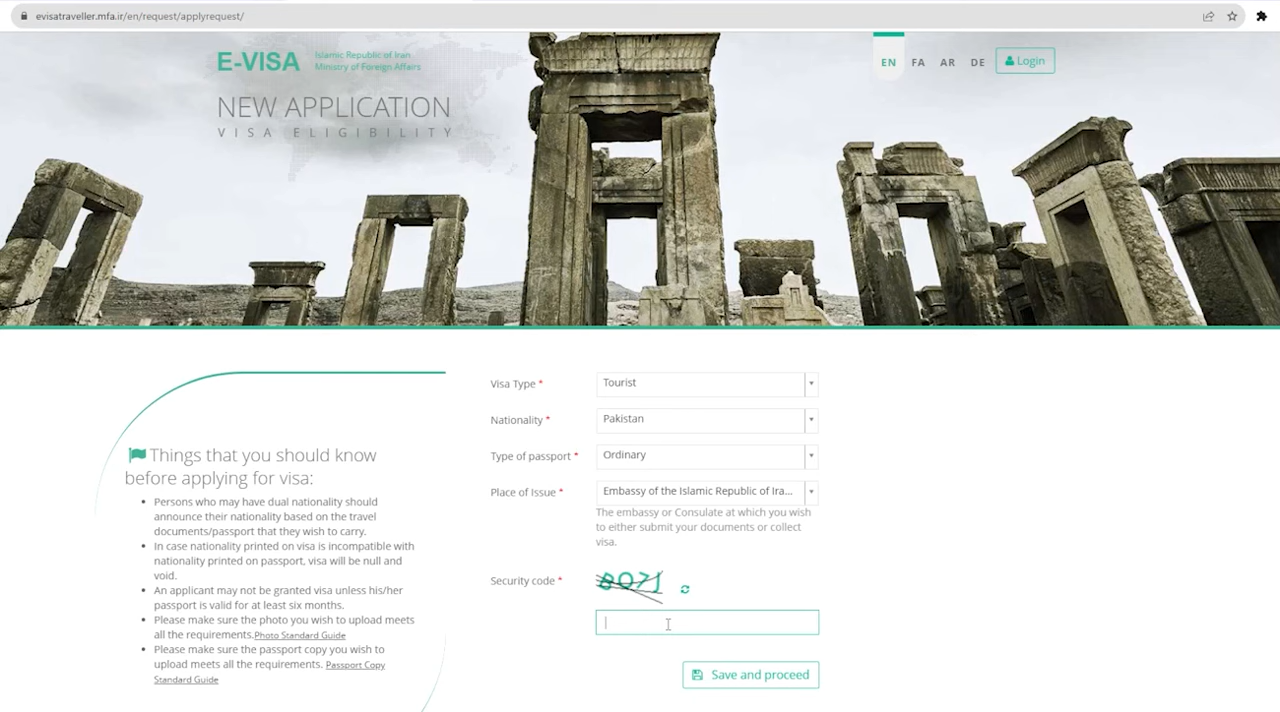 evisatraveller.mfa.ir/en/request/applyrequest/
E-VISA
Islamic Republic of Iran
Ministry of Foreign Affairs
EN FA AR DE Login
NEW APPLICATION
VISA ELIGIBILITY
Things that you should know
before applying for visa:
Persons who may have dual nationality should
announce their nationality based on the travel
documents/passport that they wish to carry.
In case nationality printed on visa is incompatible with
nationality printed on passport, visa will be null and
void.
An applicant may not be granted visa unless his/her
passport is valid for at least six months.
Please make sure the photo you wish to upload meets
all the requirements.Photo Standard Guide
Please make sure the passport copy you wish to
upload meets all the requirements. Passport Copy
Standard Guide
Visa Type * Tourist
Nationality * Pakistan
Type of passport * Ordinary
Place of Issue * Embassy of the Islamic Republic of Ira...
The embassy or Consulate at which you wish
to either submit your documents or collect
visa.
Security code * 8071
Save and proceed